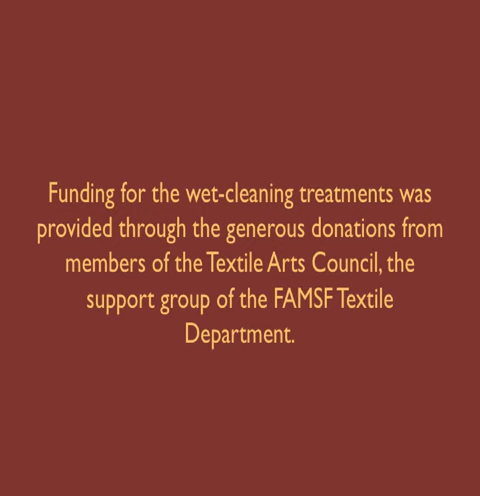 Funding for the wet-cleaning treatments was
provided through the generous donations from
members of the Textile Arts Council, the
support group of the FAMSF Textile
Department.